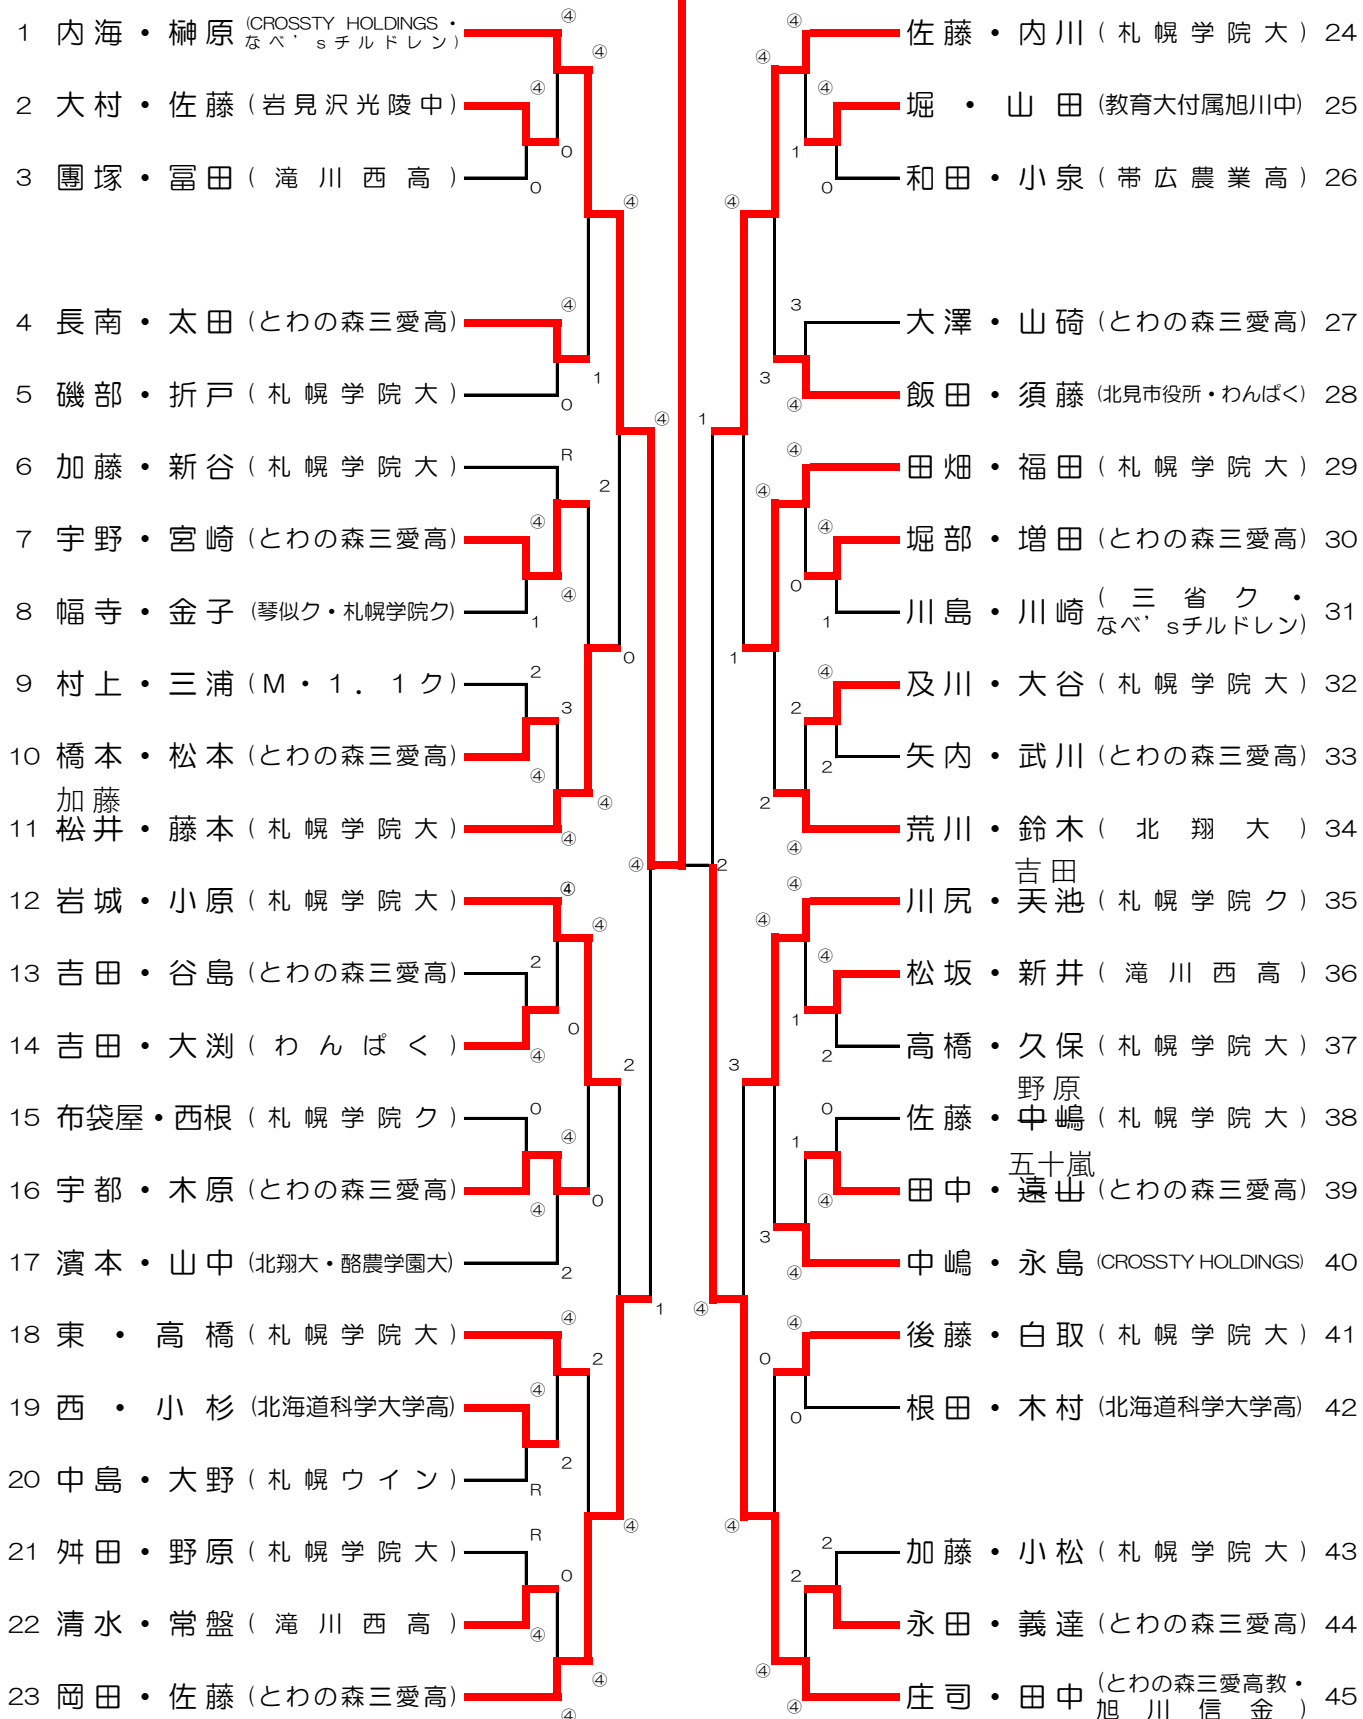 1 内海・榊原 (CROSSTY HOLDINGS・なべ’sチルドレン)
2 大村・佐藤 (岩見沢光陵中)
3 團塚・冨田 (滝川西高)
4 長南・太田 (とわの森三愛高)
5 磯部・折戸 (札幌学院大)
6 加藤・新谷 (札幌学院大)
7 宇野・宮崎 (とわの森三愛高)
8 幅寺・金子 (琴似ク・札幌学院ク)
9 村上・三浦 (M・1.1ク)
10 橋本・松本 (とわの森三愛高)
加藤
11 松井・藤本 (札幌学院大)
12 岩城・小原 (札幌学院大)
13 吉田・谷島 (とわの森三愛高)
14 吉田・大渕 (わんぱく)
15 布袋屋・西根 (札幌学院ク)
16 宇都・木原 (とわの森三愛高)
17 濱本・山中 (北翔大・酪農学園大)
18 東・高橋 (札幌学院大)
19 西・小杉 (北海道科学大学高)
20 中島・大野 (札幌ウイン)
21 舛田・野原 (札幌学院大)
22 清水・常盤 (滝川西高)
23 岡田・佐藤 (とわの森三愛高)
佐藤・内川 (札幌学院大) 24
堀・山田 (教育大付属旭川中) 25
和田・小泉 (帯広農業高) 26
大澤・山碕 (とわの森三愛高) 27
飯田・須藤 (北見市役所・わんぱく) 28
田畑・福田 (札幌学院大) 29
堀部・増田 (とわの森三愛高) 30
川島・川崎 (三省ク・なべ’sチルドレン) 31
及川・大谷 (札幌学院大) 32
矢内・武川 (とわの森三愛高) 33
荒川・鈴木 (北翔大) 34
吉田
川尻・天池 (札幌学院ク) 35
松坂・新井 (滝川西高) 36
高橋・久保 (札幌学院大) 37
野原
佐藤・中嶋 (札幌学院大) 38
五十嵐
田中・遠山 (とわの森三愛高) 39
中嶋・永島 (CROSSTY HOLDINGS) 40
後藤・白取 (札幌学院大) 41
根田・木村 (北海道科学大学高) 42
加藤・小松 (札幌学院大) 43
永田・義達 (とわの森三愛高) 44
庄司・田中 (とわの森三愛高教・旭川信金) 45